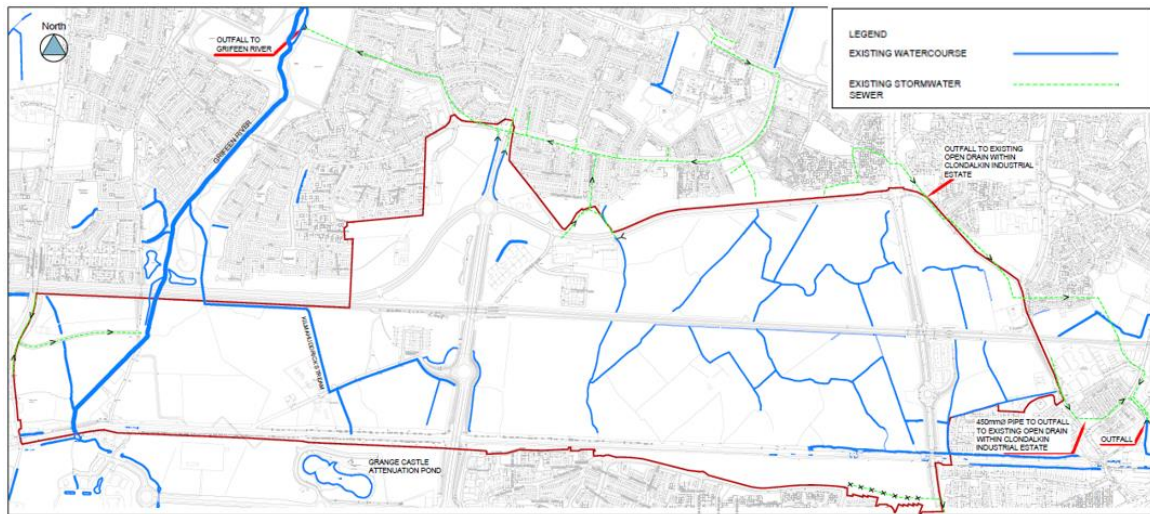 North
OUTFALL TO
GRIFEEN RIVER
GRIFEEN RIVER
LEGEND
EXISTING WATERCOURSE
EXISTING STORMWATER
SEWER
OUTFALL TO EXISTING
OPEN DRAIN WITHIN
CLONDALKIN INDUSTRIAL
ESTATE
KILMAHUDDRICK STREAM
GRANGE CASTLE
ATTENUATION POND
450mmØ PIPE TO OUTFALL
TO EXISTING OPEN DRAIN
WITHIN CLONDALKIN
INDUSTRIAL ESTATE
OUTFALL